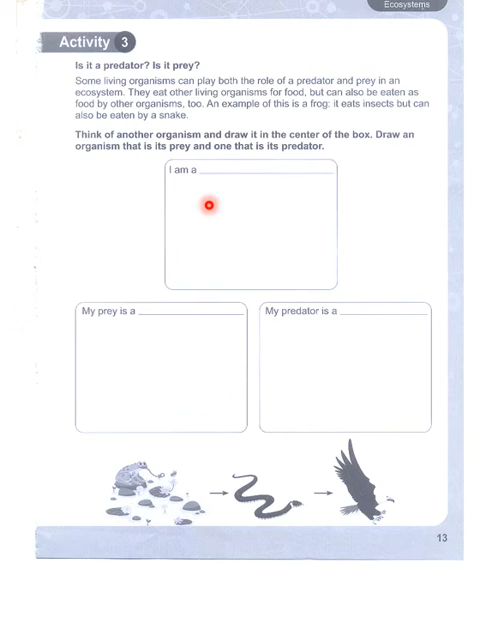 Ecosystems
Activity 3
Is it a predator? Is it prey?
Some living organisms can play both the role of a predator and prey in an
ecosystem. They eat other living organisms for food, but can also be eaten as
food by other organisms, too. An example of this is a frog: it eats insects but can
also be eaten by a snake.
Think of another organism and draw it in the center of the box. Draw an
organism that is its prey and one that is its predator.
I am a
My prey is a
My predator is a
13